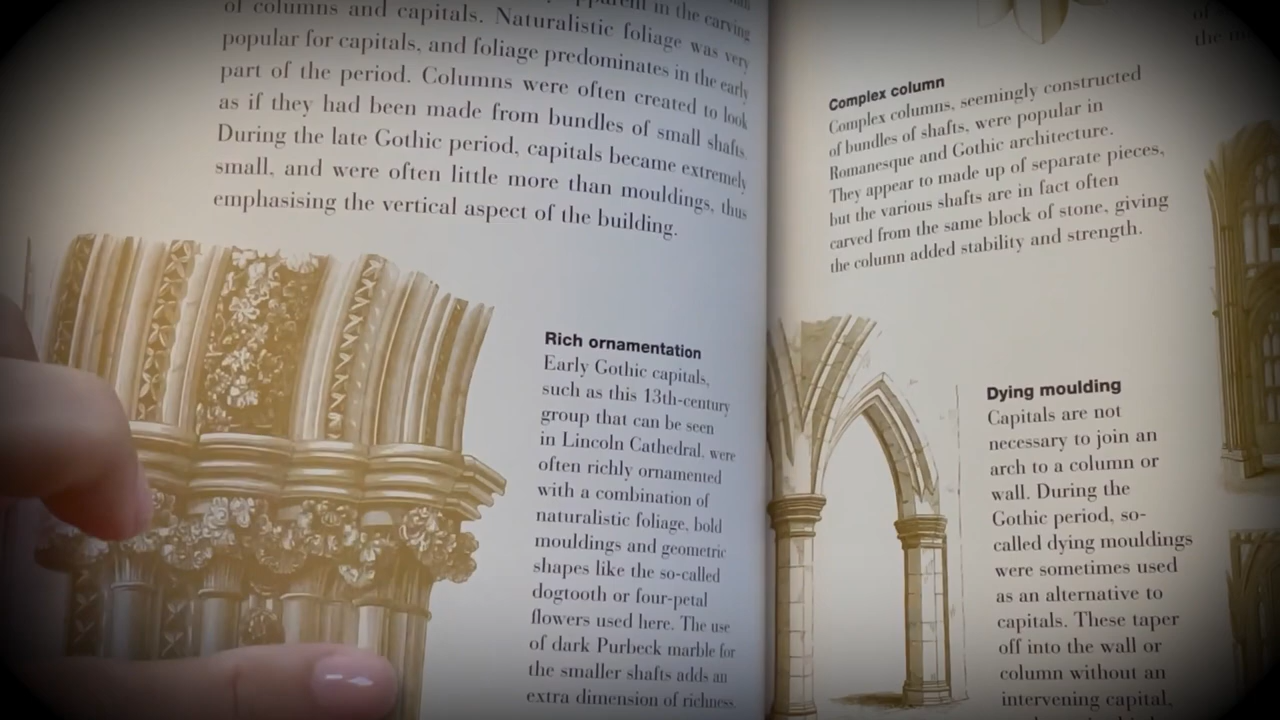 apparent in the carving
of columns and capitals. Naturalistic foliage was very
popular for capitals, and foliage predominates in the early
part of the period. Columns were often created to look
as if they had been made from bundles of small shafts.
During the late Gothic period, capitals became extremely
small, and were often little more than mouldings, thus
emphasising the vertical aspect of the building.
Rich ornamentation
Early Gothic capitals,
such as this 13th-century
group that can be seen
in Lincoln Cathedral, were
often richly ornamented
with a combination of
naturalistic foliage, bold
mouldings and geometric
shapes like the so-called
dogtooth or four-petal
flowers used here. The use
of dark Purbeck marble for
the smaller shafts adds an
extra dimension of richness.
Complex column
Complex columns, seemingly constructed
of bundles of shafts, were popular in
Romanesque and Gothic architecture.
They appear to made up of separate pieces,
but the various shafts are in fact often
carved from the same block of stone, giving
the column added stability and strength.
Dying moulding
Capitals are not
necessary to join an
arch to a column or
wall. During the
Gothic period, so-
called dying mouldings
were sometimes used
as an alternative to
capitals. These taper
off into the wall or
column without an
intervening capital,
of
the